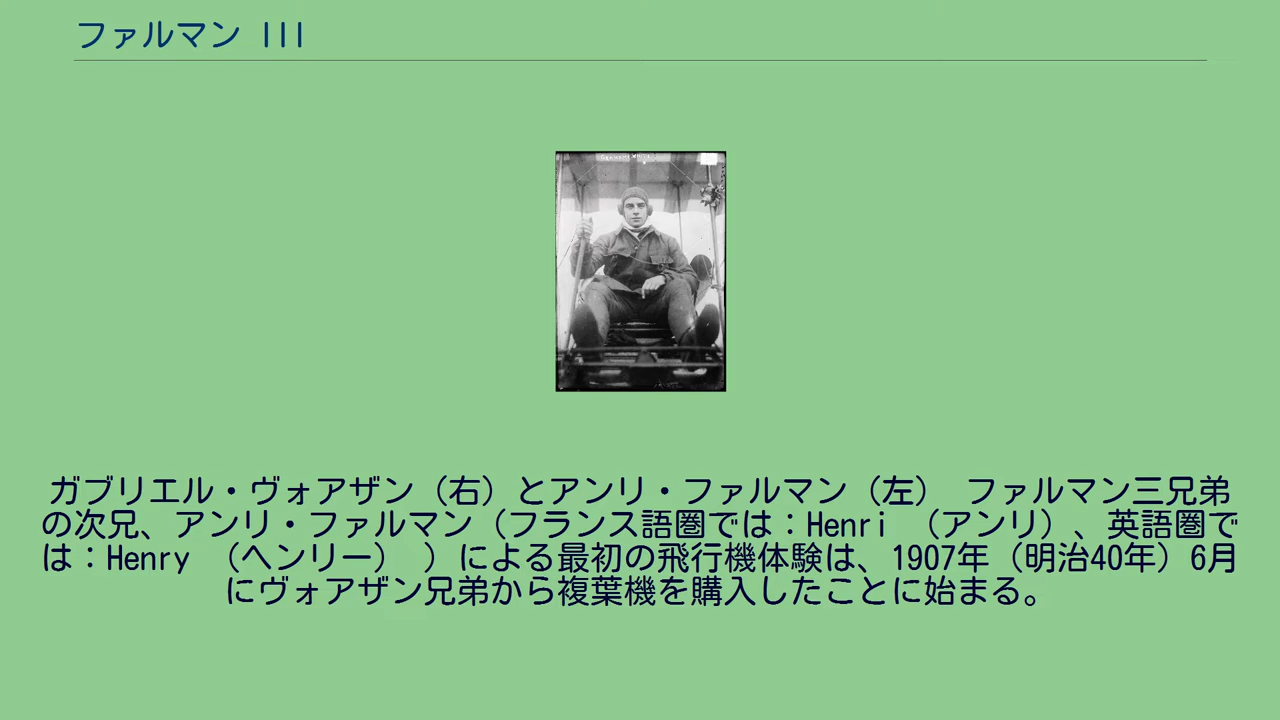 ファルマン III
ガブリエル・ヴォアザン（右）とアンリ・ファルマン（左）　ファルマン三兄弟
の次兄、アンリ・ファルマン（フランス語圏では：Henri　（アンリ）、英語圏で
は：Henry　（ヘンリー）　）による最初の飛行機体験は、1907年（明治40年）6月
にヴォアザン兄弟から複葉機を購入したことに始まる。